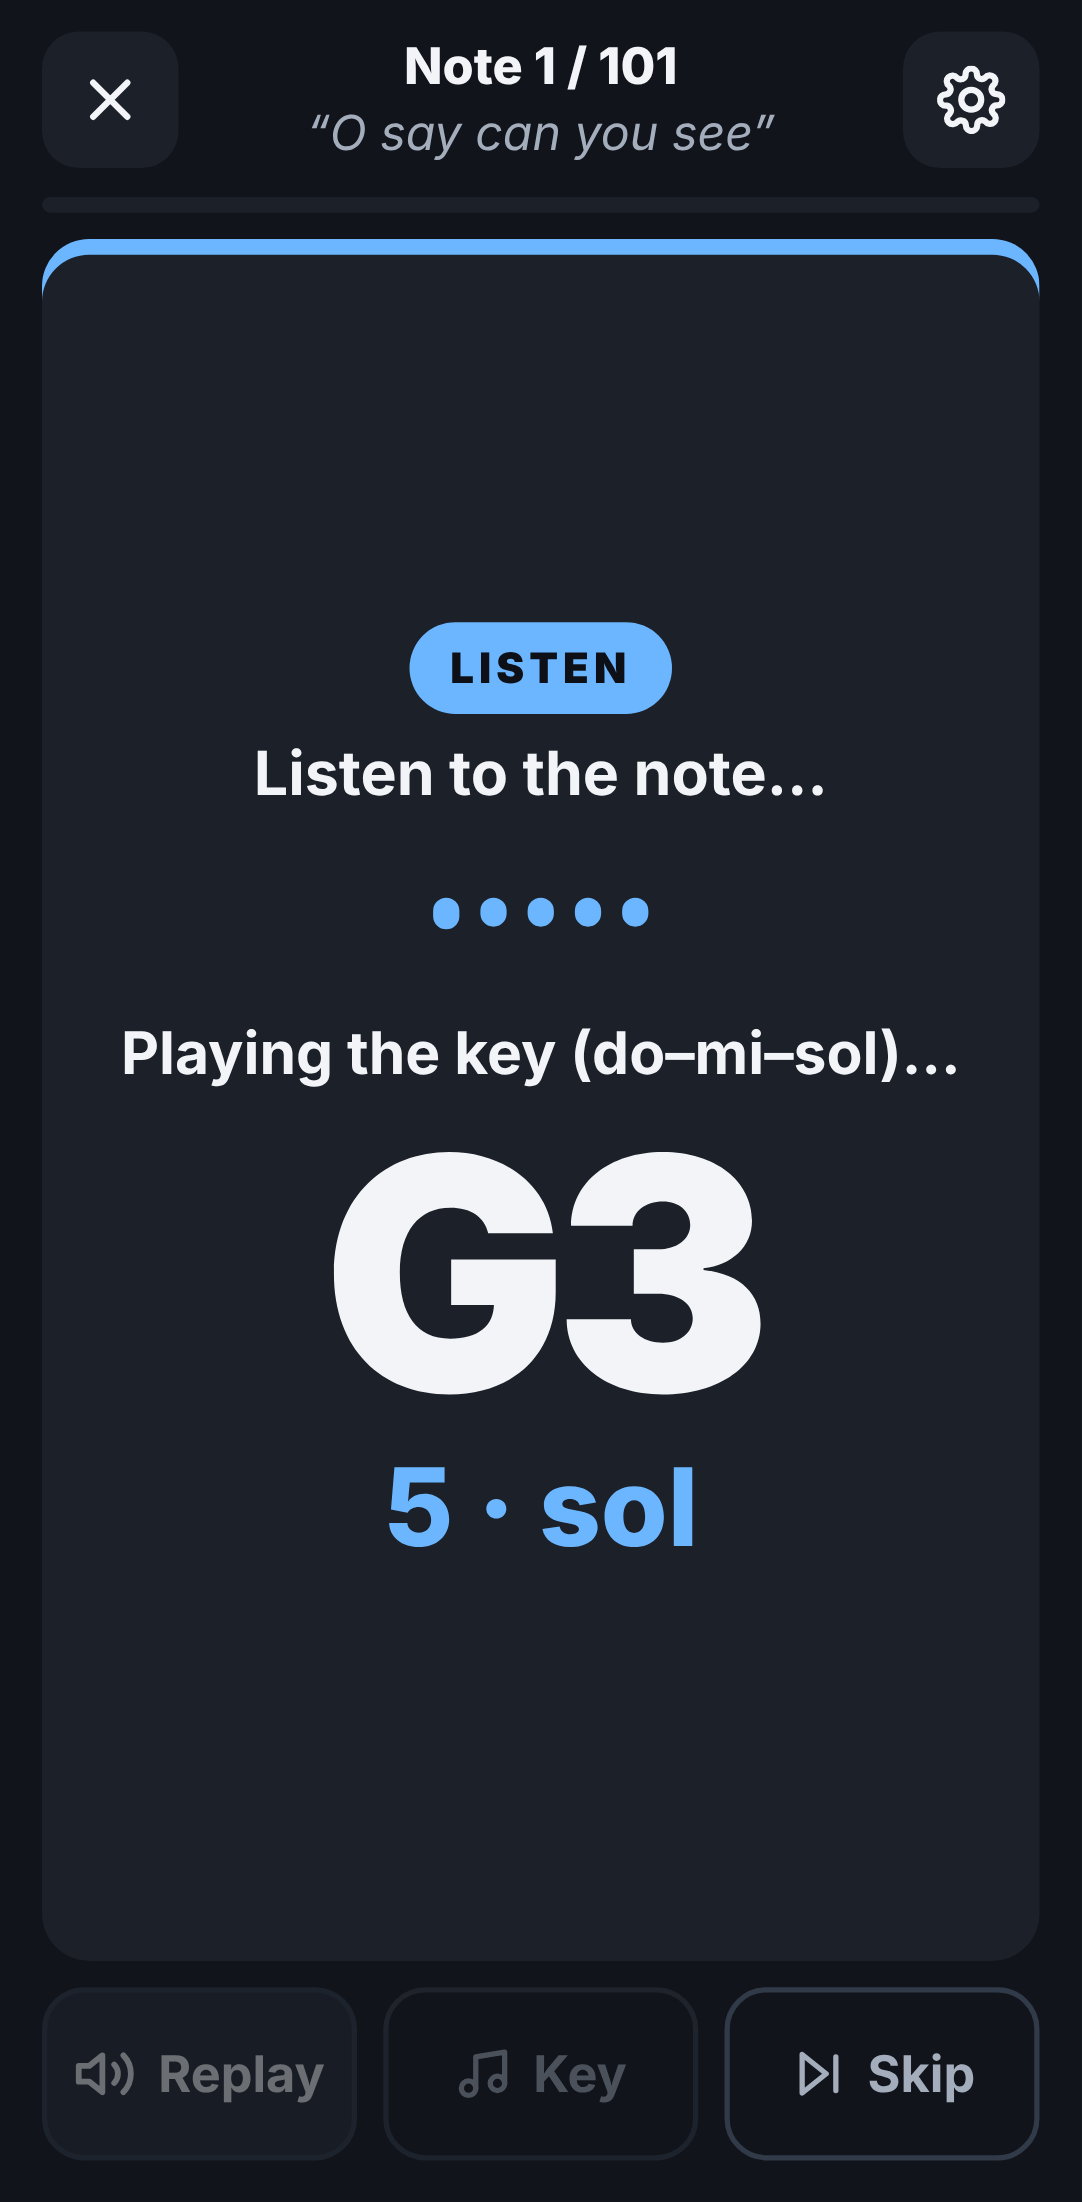 Note 1 / 101
“O say can you see”
LISTEN
Listen to the note…
Playing the key (do–mi–sol)…
G3
5 · sol
Replay
Key
Skip